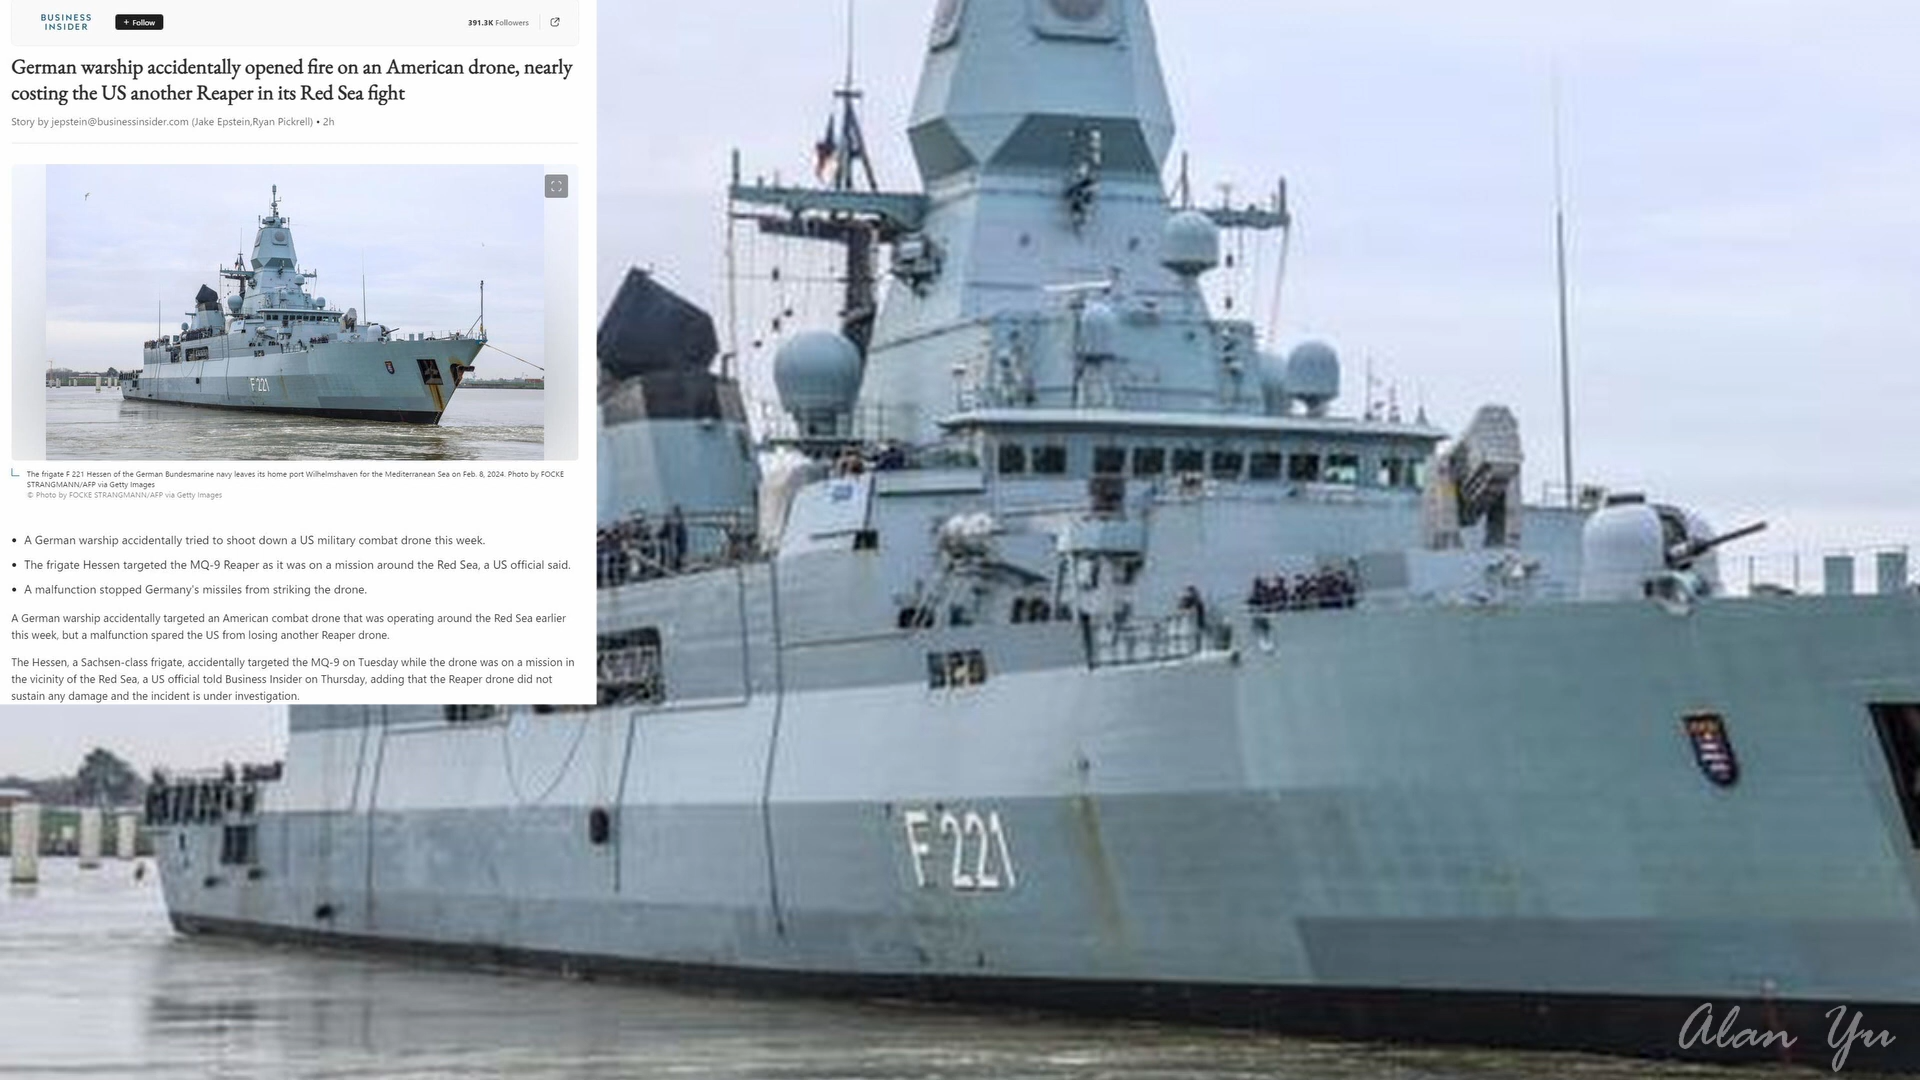 BUSINESS
INSIDER
+ Follow
391.3K Followers
German warship accidentally opened fire on an American drone, nearly
costing the US another Reaper in its Red Sea fight
Story by jepstein@businessinsider.com (Jake Epstein,Ryan Pickrell) • 2h
F 221
The frigate F 221 Hessen of the German Bundesmarine navy leaves its home port Wilhelmshaven for the Mediterranean Sea on Feb. 8, 2024. Photo by FOCKE
STRANGMANN/AFP via Getty Images
© Photo by FOCKE STRANGMANN/AFP via Getty Images
• A German warship accidentally tried to shoot down a US military combat drone this week.
• The frigate Hessen targeted the MQ-9 Reaper as it was on a mission around the Red Sea, a US official said.
• A malfunction stopped Germany's missiles from striking the drone.
A German warship accidentally targeted an American combat drone that was operating around the Red Sea earlier
this week, but a malfunction spared the US from losing another Reaper drone.
The Hessen, a Sachsen-class frigate, accidentally targeted the MQ-9 on Tuesday while the drone was on a mission in
the vicinity of the Red Sea, a US official told Business Insider on Thursday, adding that the Reaper drone did not
sustain any damage and the incident is under investigation.
F 221
Alan Yu